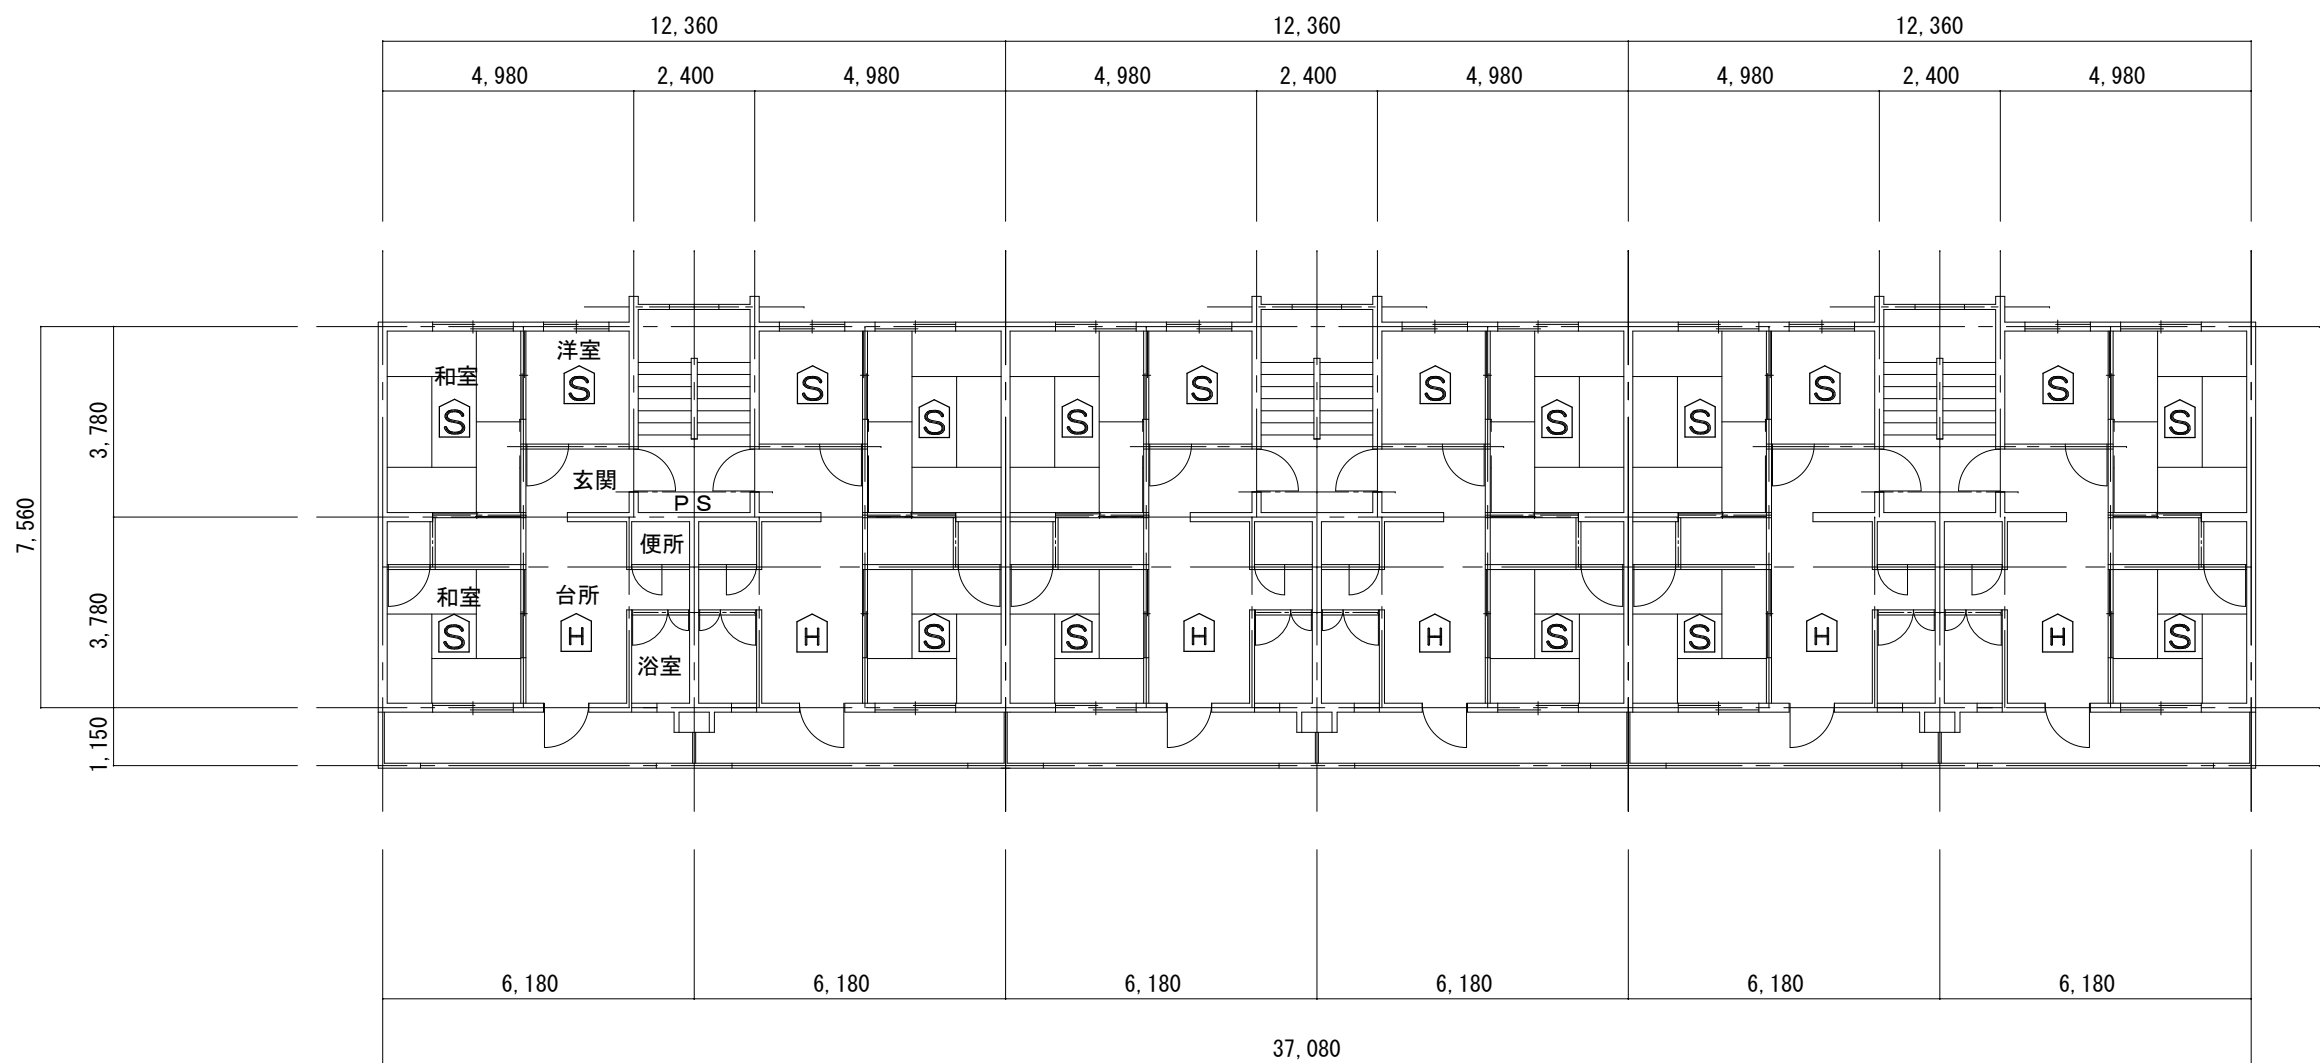 12,360 12,360 12,360
4,980 2,400 4,980 4,980 2,400 4,980 4,980 2,400 4,980
洋室
和室
S S S S S S
S S S S S S
3,780
玄関
PS
7,560
便所
和室 台所
3,780
S H H S S H H S S H H S
浴室
1,150
6,180 6,180 6,180 6,180 6,180 6,180
37,080